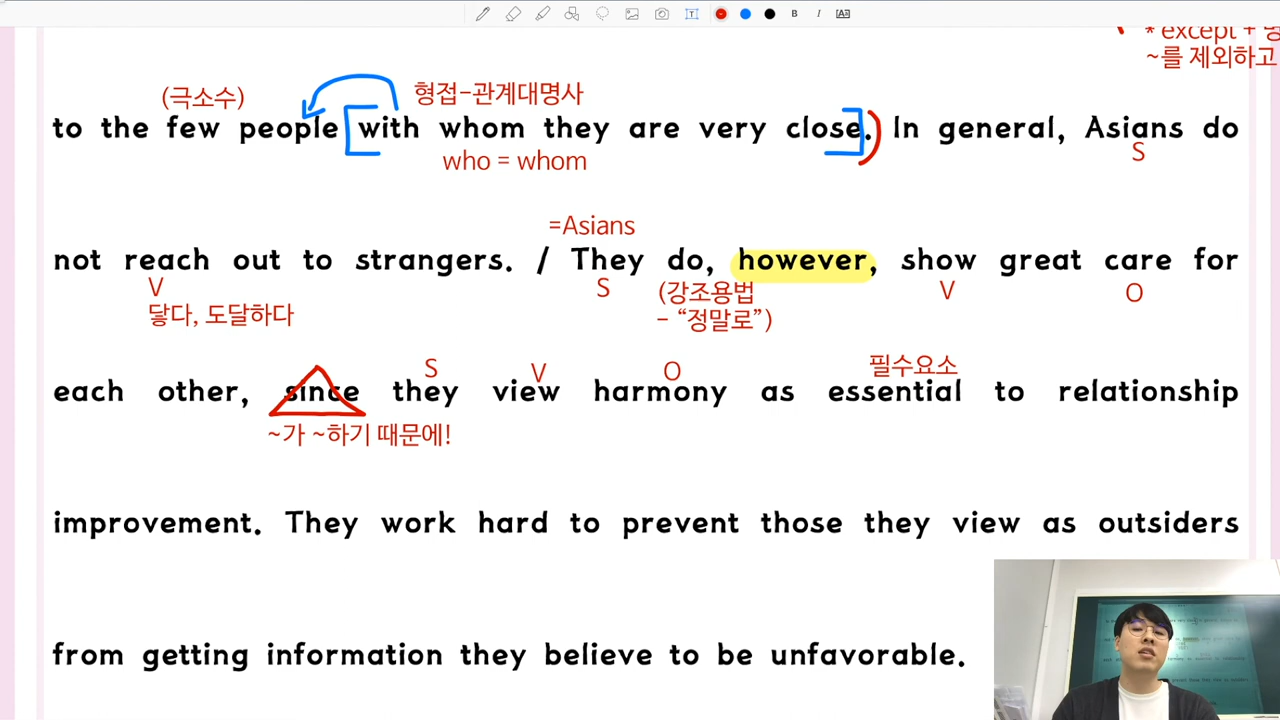 B I Aa
* except + 명
~를 제외하고
(극소수)
형접-관계대명사
to the few people [with whom they are very close.] ) In general, Asians do
who = whom
S
=Asians
not reach out to strangers. / They do, however, show great care for
V
S
(강조용법
V
O
닿다, 도달하다
- “정말로”)
S
V
O
필수요소
each other, since they view harmony as essential to relationship
~가 ~하기 때문에!
improvement. They work hard to prevent those they view as outsiders
from getting information they believe to be unfavorable.